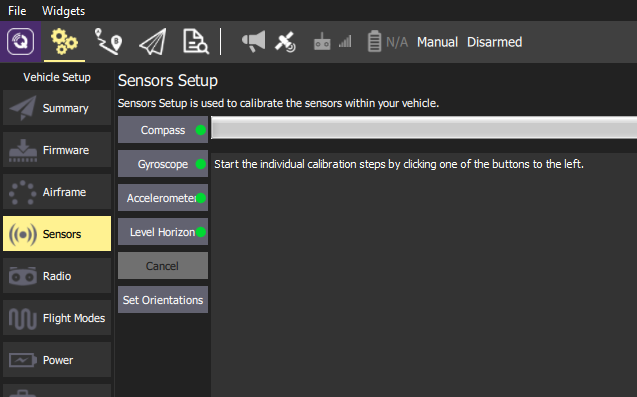 File Widgets
N/A Manual Disarmed
Vehicle Setup
Summary
Firmware
Airframe
Sensors
Radio
Flight Modes
Power
Sensors Setup
Sensors Setup is used to calibrate the sensors within your vehicle.
Compass
Gyroscope
Accelerometer
Level Horizon
Cancel
Set Orientations
Start the individual calibration steps by clicking one of the buttons to the left.